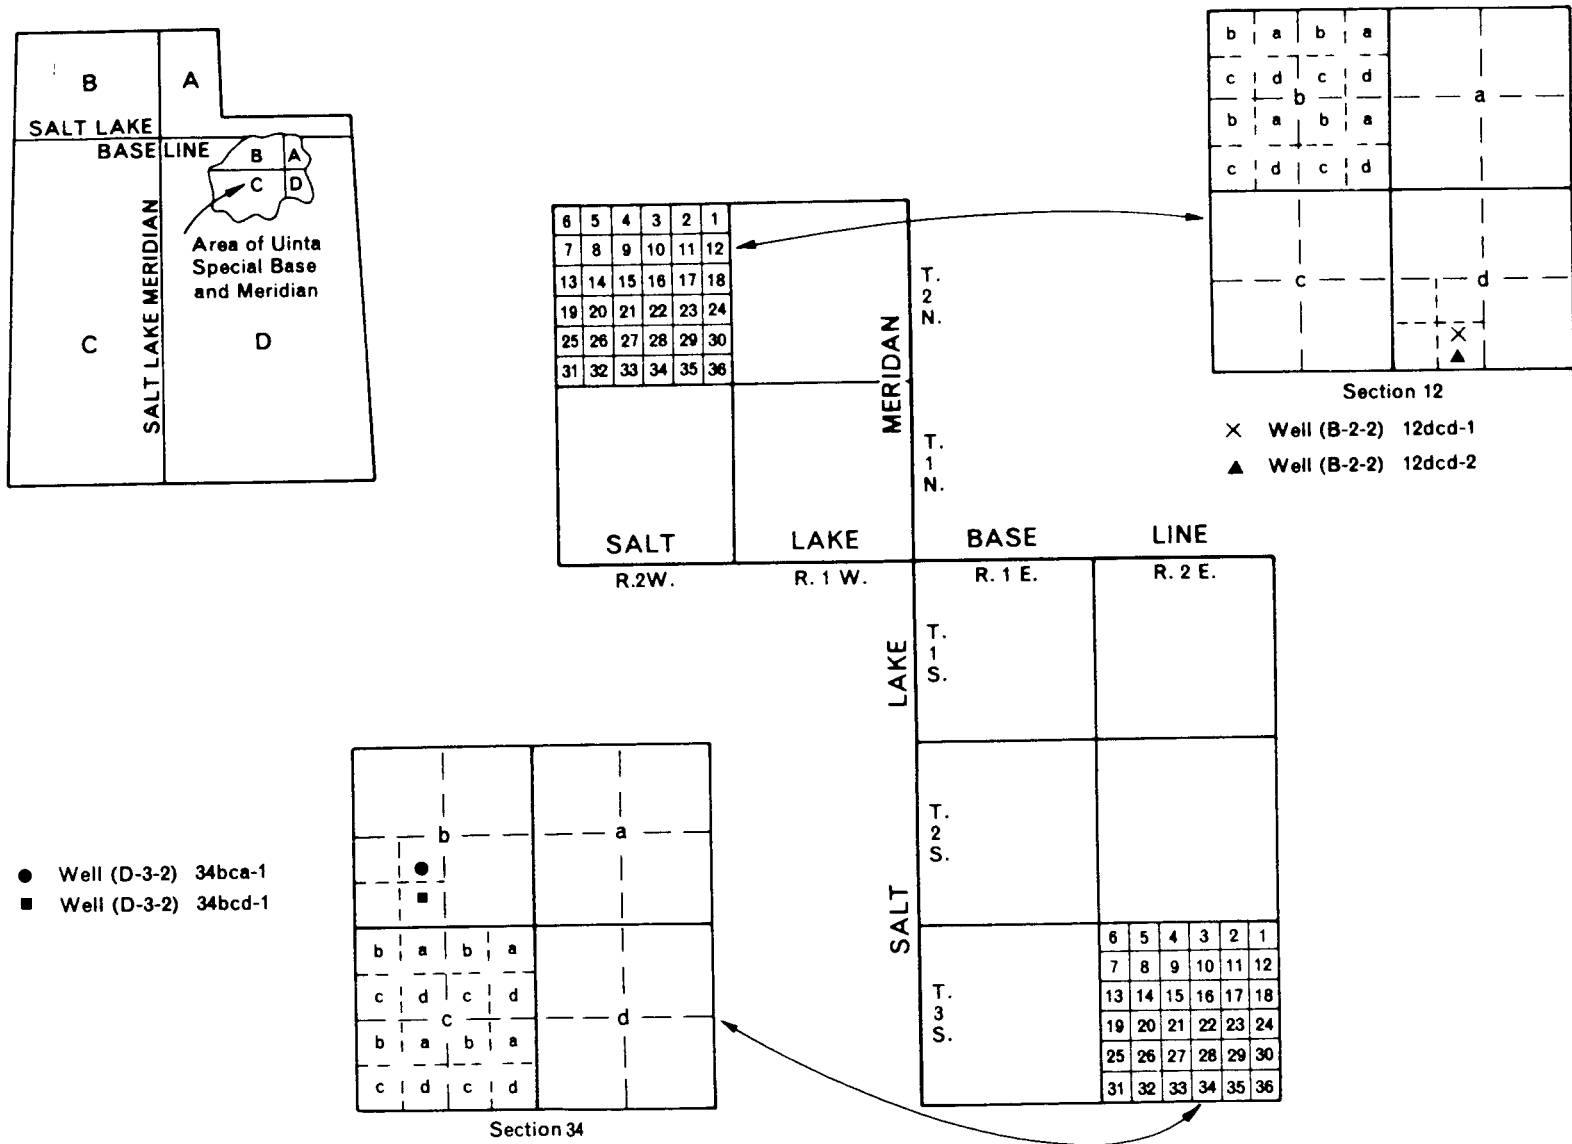 B A
SALT LAKE
BASE LINE
B A
C D
Area of Uinta
Special Base
and Meridian
SALT LAKE MERIDIAN
C D
b a b a
c d c d
b a
b a b a
c d c d
c d
Section 12
× Well (B-2-2) 12dcd-1
▲ Well (B-2-2) 12dcd-2
6 5 4 3 2 1
7 8 9 10 11 12
13 14 15 16 17 18
19 20 21 22 23 24
25 26 27 28 29 30
31 32 33 34 35 36
MERIDAN
T.
2
N.
T.
1
N.
SALT LAKE BASE LINE
R.2W. R. 1 W. R. 1 E. R. 2 E.
SALT LAKE
T.
1
S.
T.
2
S.
T.
3
S.
6 5 4 3 2 1
7 8 9 10 11 12
13 14 15 16 17 18
19 20 21 22 23 24
25 26 27 28 29 30
31 32 33 34 35 36
● Well (D-3-2) 34bca-1
■ Well (D-3-2) 34bcd-1
b a
b a b a
c d c d
c d
b a b a
c d c d
Section 34